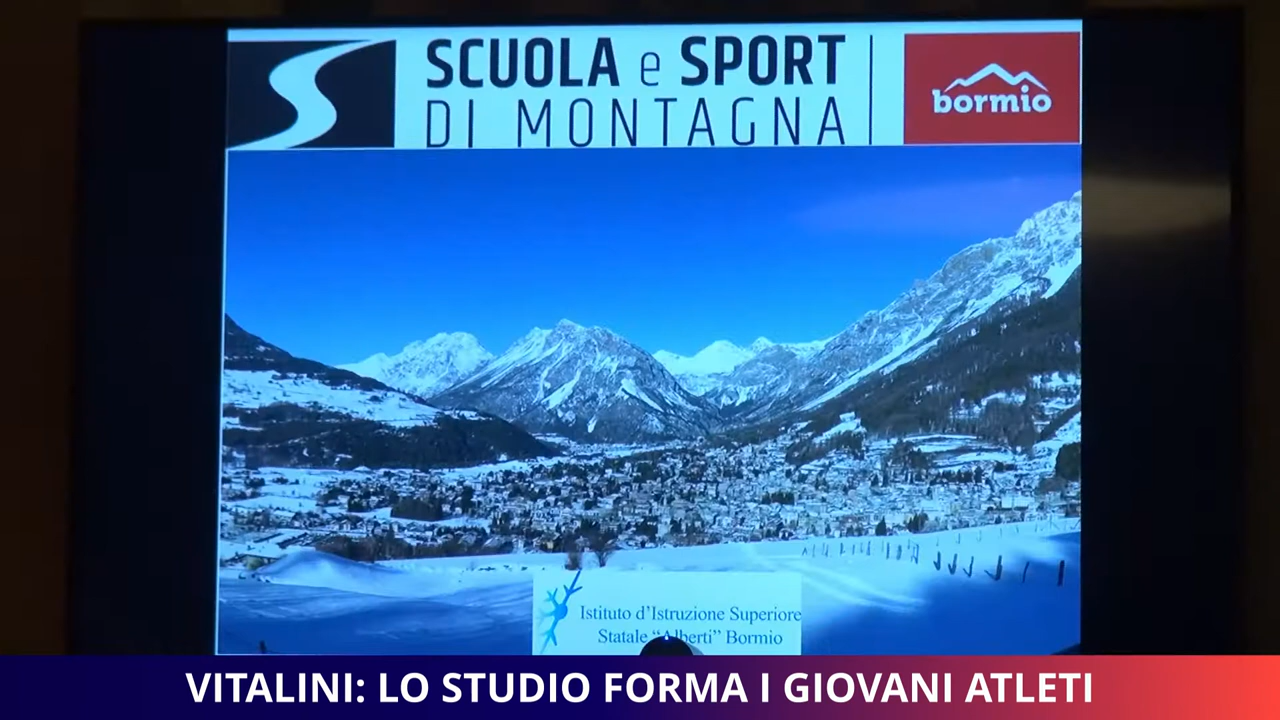 SCUOLA e SPORT
DI MONTAGNA
bormio
Istituto d'Istruzione Superiore
Statale "Alberti" Bormio
VITALINI: LO STUDIO FORMA I GIOVANI ATLETI